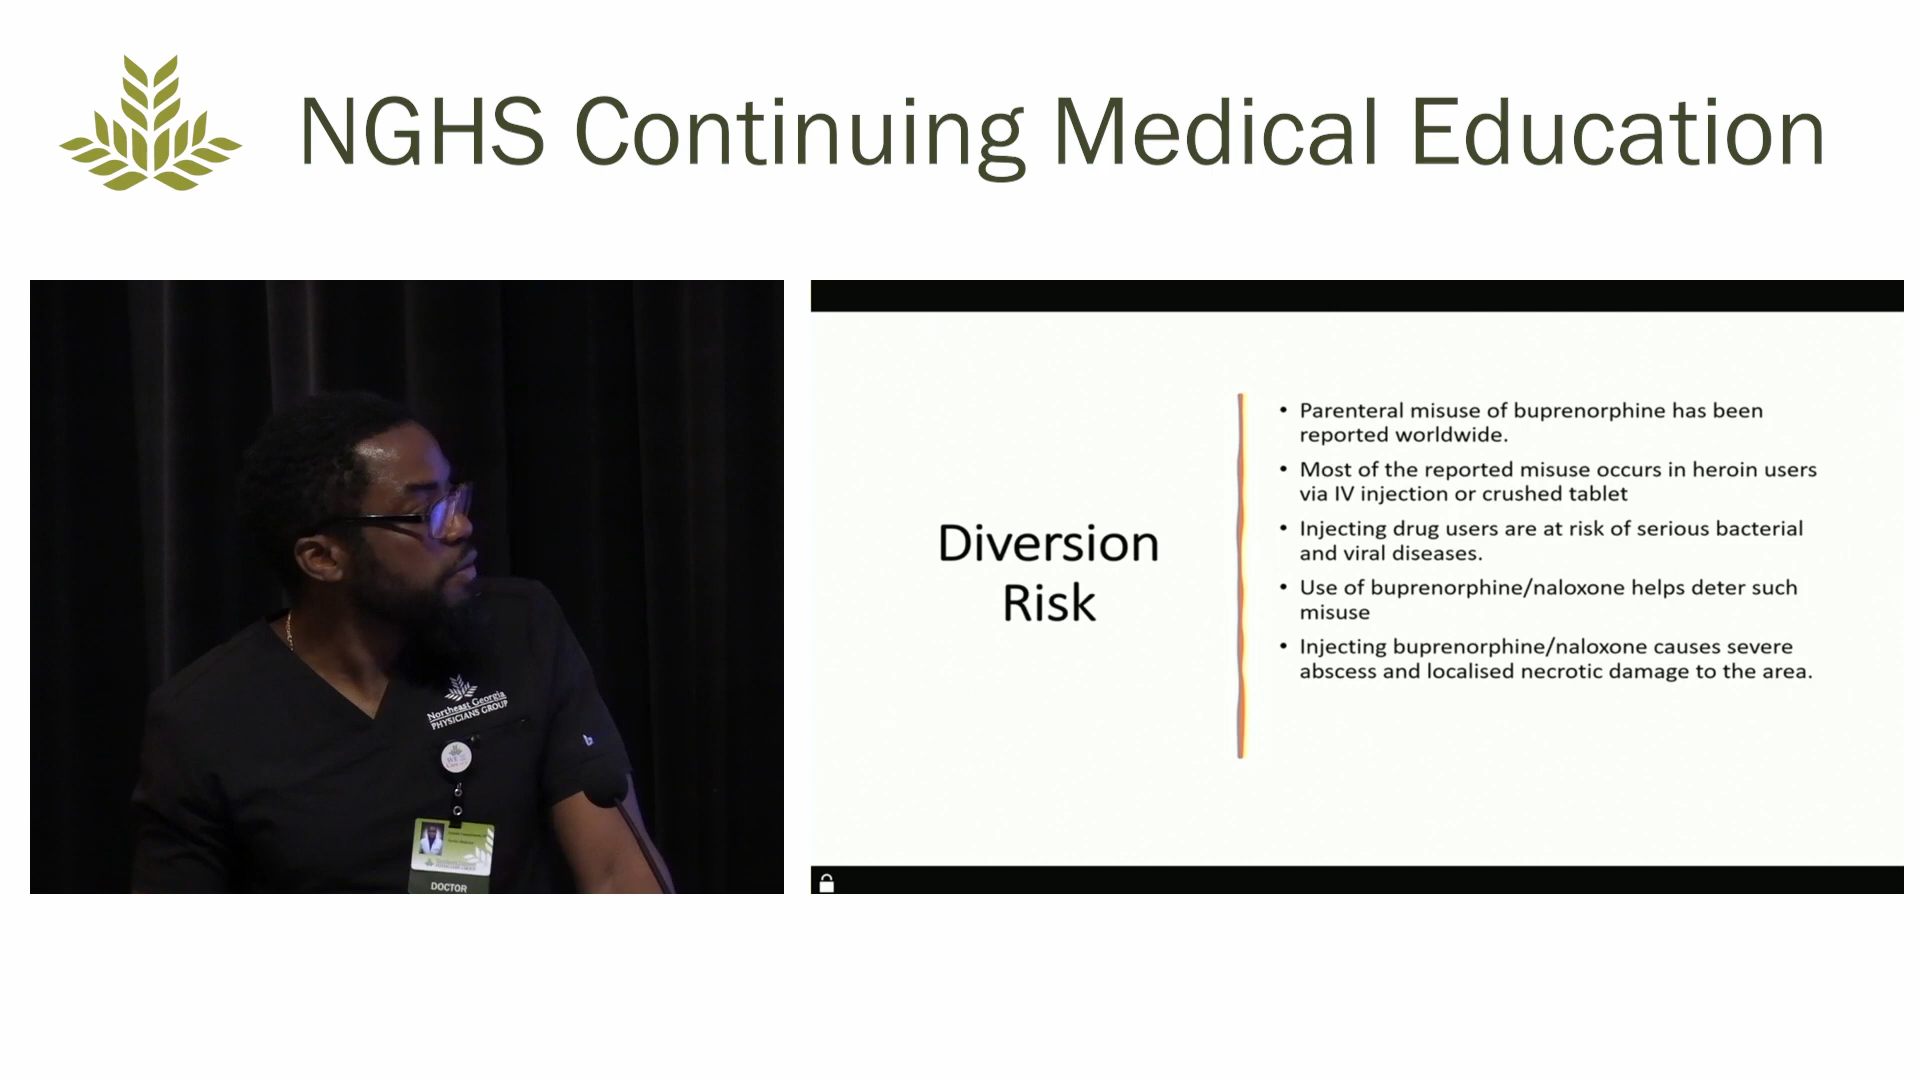 NGHS Continuing Medical Education
Northeast Georgia
PHYSICIANS GROUP
DOCTOR
Diversion
Risk
• Parenteral misuse of buprenorphine has been
reported worldwide.
• Most of the reported misuse occurs in heroin users
via IV injection or crushed tablet
• Injecting drug users are at risk of serious bacterial
and viral diseases.
• Use of buprenorphine/naloxone helps deter such
misuse
• Injecting buprenorphine/naloxone causes severe
abscess and localised necrotic damage to the area.